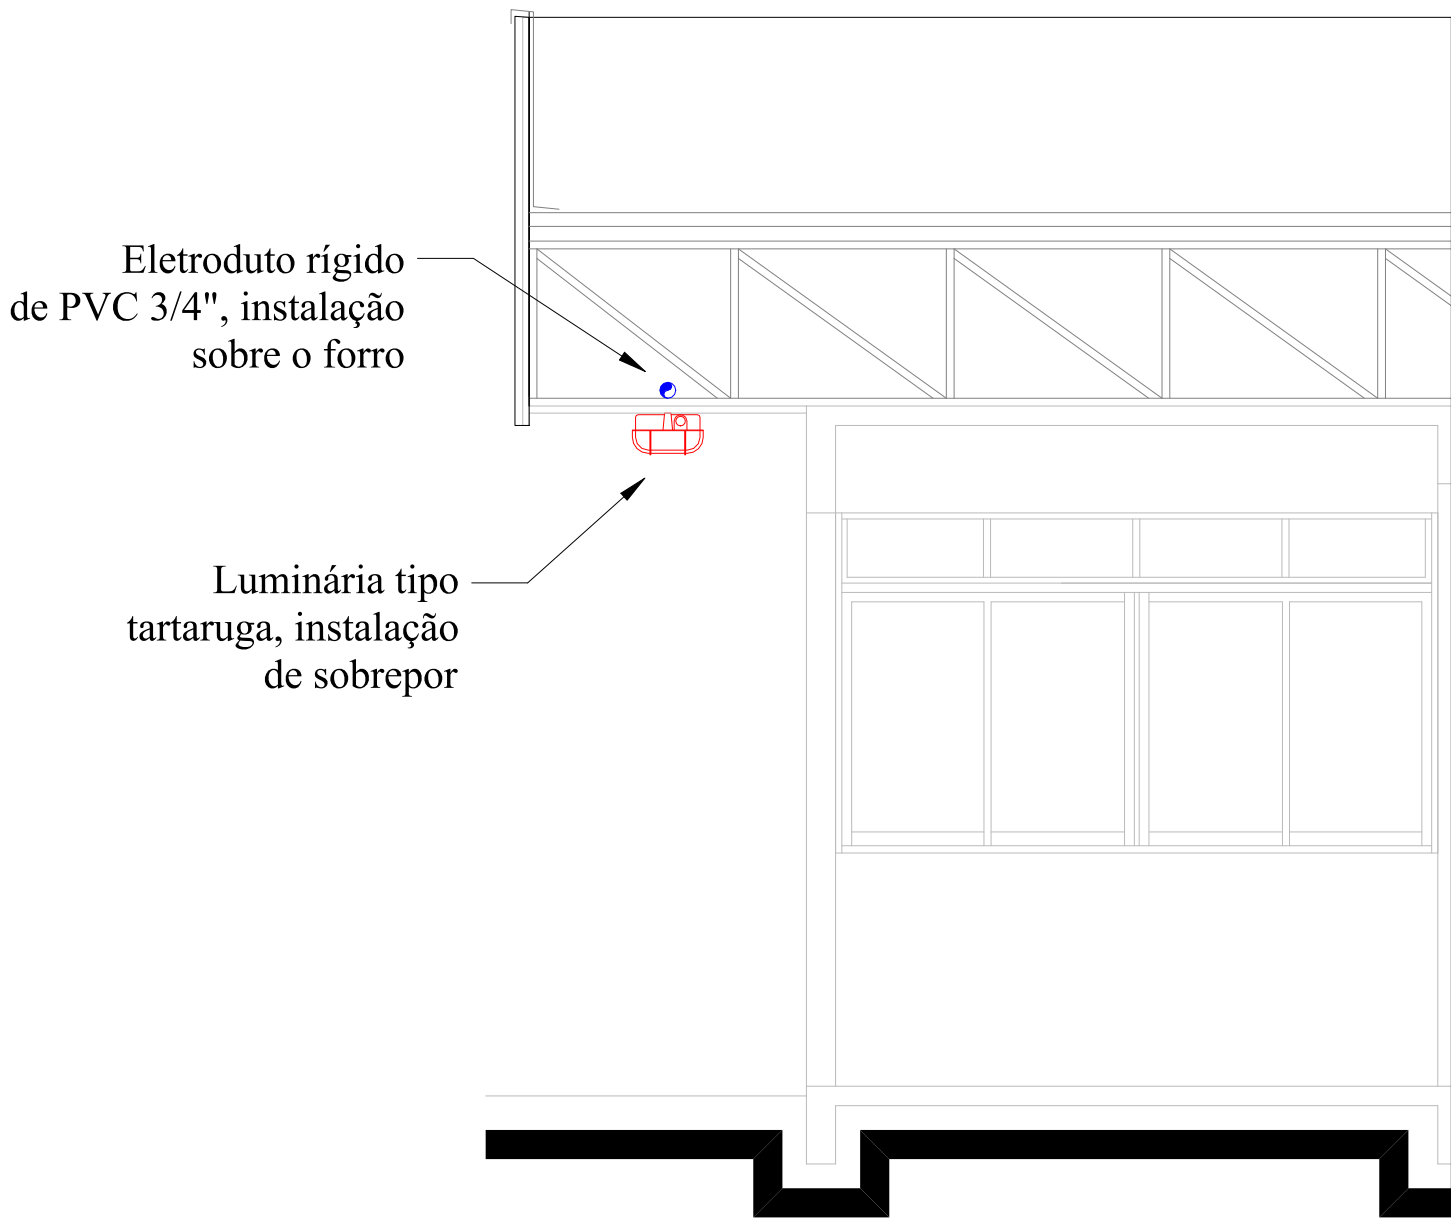 Eletroduto rígido
de PVC 3/4", instalação
sobre o forro
Luminária tipo
tartaruga, instalação
de sobrepor